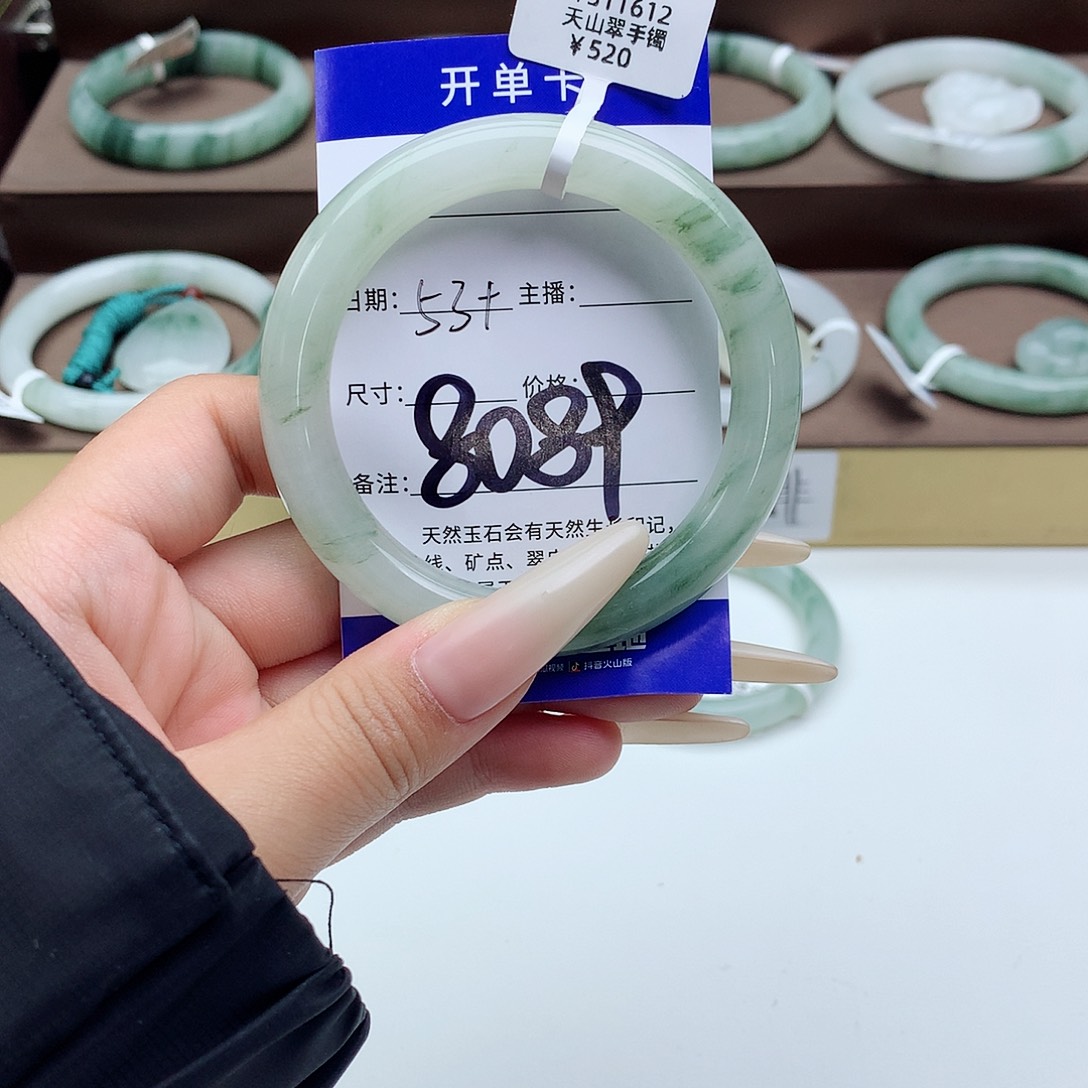 天山翠手镯
￥520
开单卡
日期：53+ 主播：
尺寸： 价格：
808P
备注：
天然玉石会有天然生长印记，
线、矿点、翠
抖音火山版